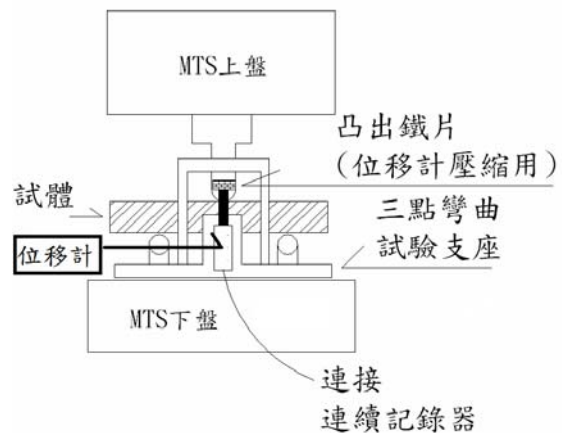 MTS上盤
凸出鐵片
(位移計壓縮用)
試體
三點彎曲
試驗支座
位移計
MTS下盤
連接
連續記錄器